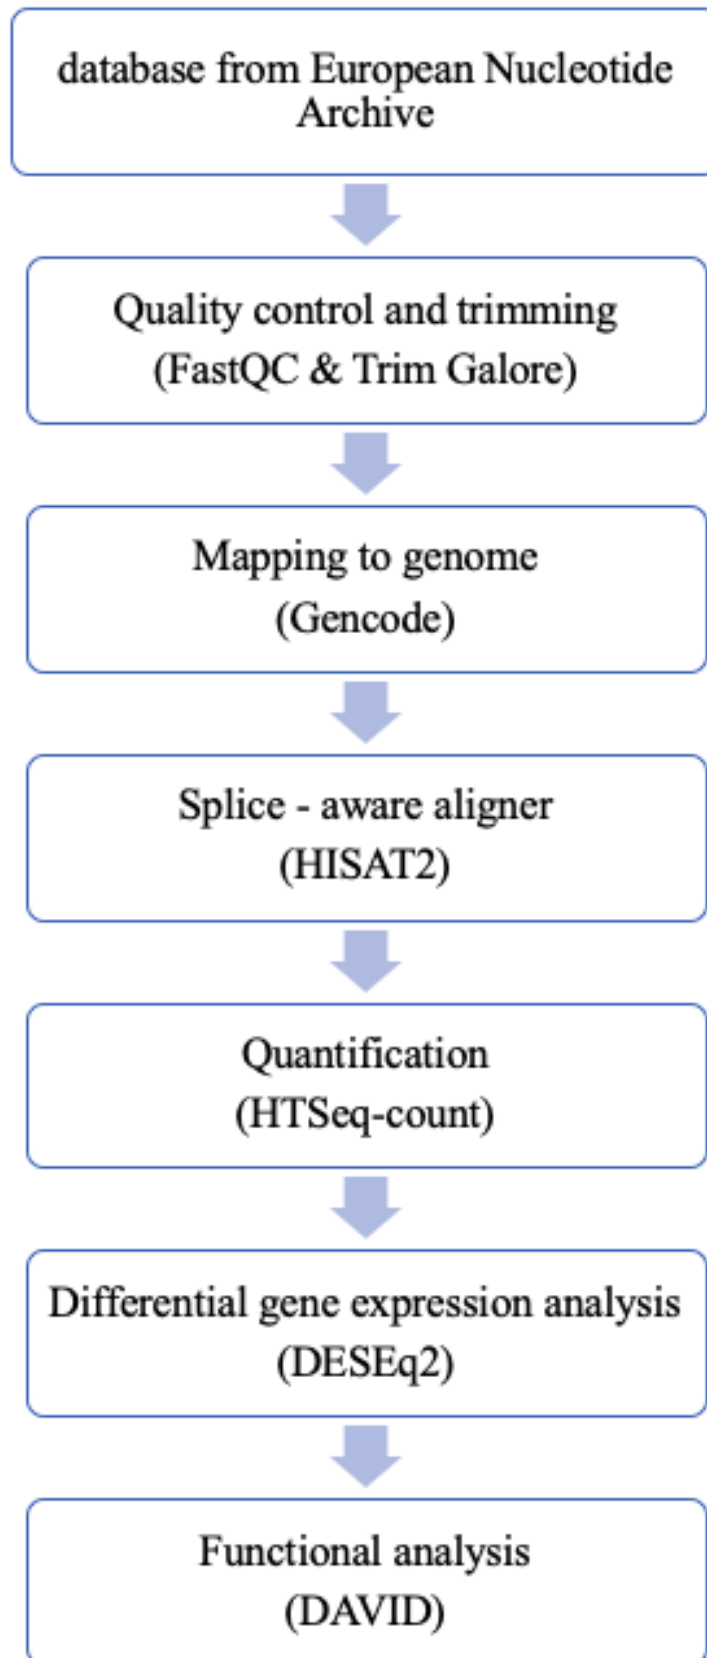 database from European Nucleotide
Archive
Quality control and trimming
(FastQC & Trim Galore)
Mapping to genome
(Gencode)
Splice - aware aligner
(HISAT2)
Quantification
(HTSeq-count)
Differential gene expression analysis
(DESEq2)
Functional analysis
(DAVID)